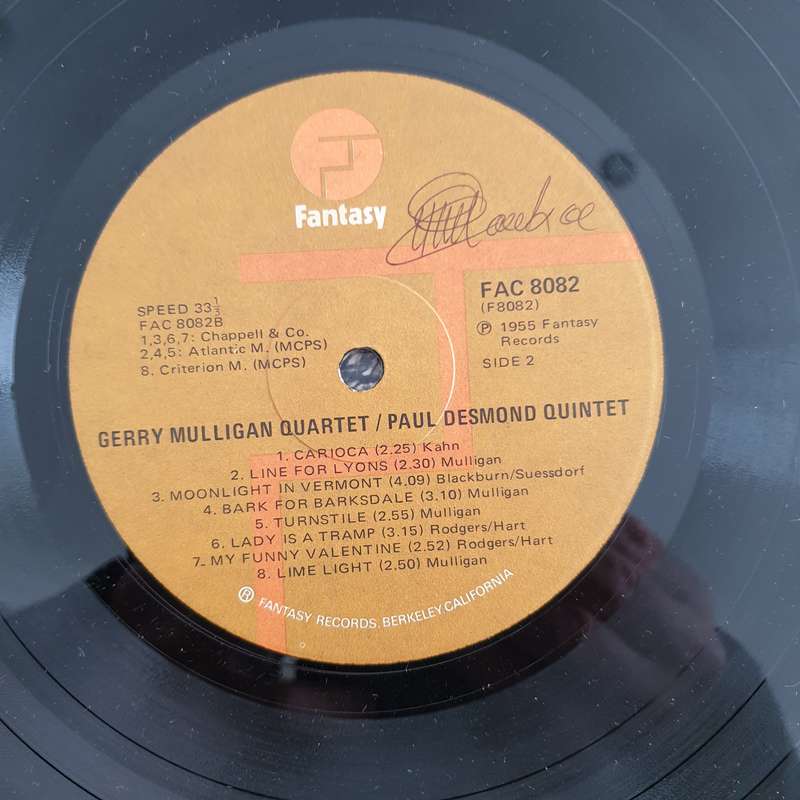 Fantasy
FAC 8082
(F8082)
℗ 1955 Fantasy
Records
SIDE 2
SPEED 33⅓
FAC 8082B
1,3,6,7: Chappell & Co.
2,4,5: Atlantic M. (MCPS)
8. Criterion M. (MCPS)
GERRY MULLIGAN QUARTET / PAUL DESMOND QUINTET
1. CARIOCA (2.25) Kahn
2. LINE FOR LYONS (2.30) Mulligan
3. MOONLIGHT IN VERMONT (4.09) Blackburn/Suessdorf
4. BARK FOR BARKSDALE (3.10) Mulligan
5. TURNSTILE (2.55) Mulligan
6. LADY IS A TRAMP (3.15) Rodgers/Hart
7. MY FUNNY VALENTINE (2.52) Rodgers/Hart
8. LIME LIGHT (2.50) Mulligan
® FANTASY RECORDS. BERKELEY.CALIFORNIA